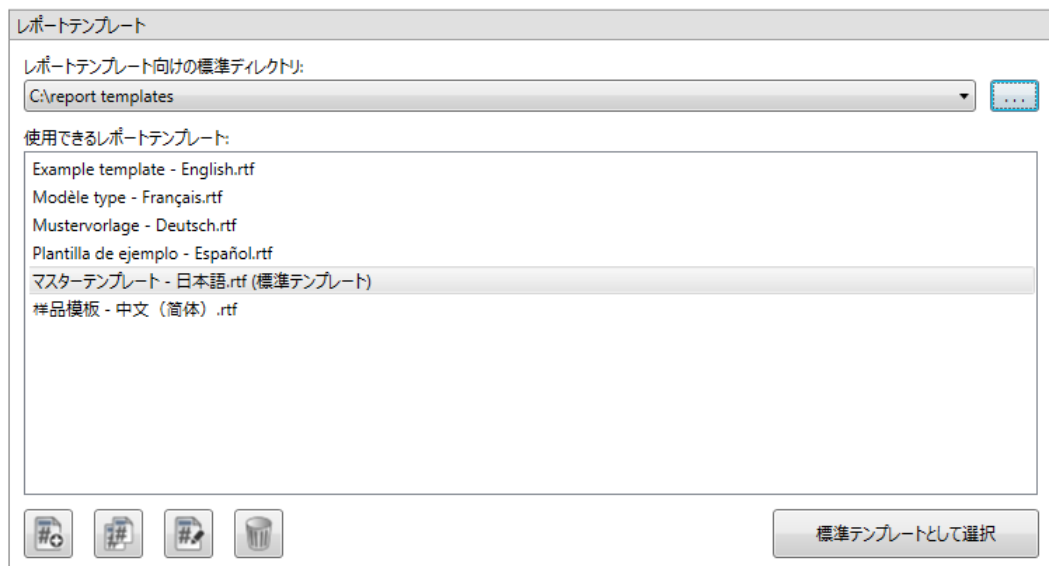 レポートテンプレート
レポートテンプレート向けの標準ディレクトリ:
C:\report templates
...
使用できるレポートテンプレート:
Example template - English.rtf
Modèle type - Français.rtf
Mustervorlage - Deutsch.rtf
Plantilla de ejemplo - Español.rtf
マスターテンプレート - 日本語.rtf (標準テンプレート)
样品模板 - 中文（简体）.rtf
標準テンプレートとして選択